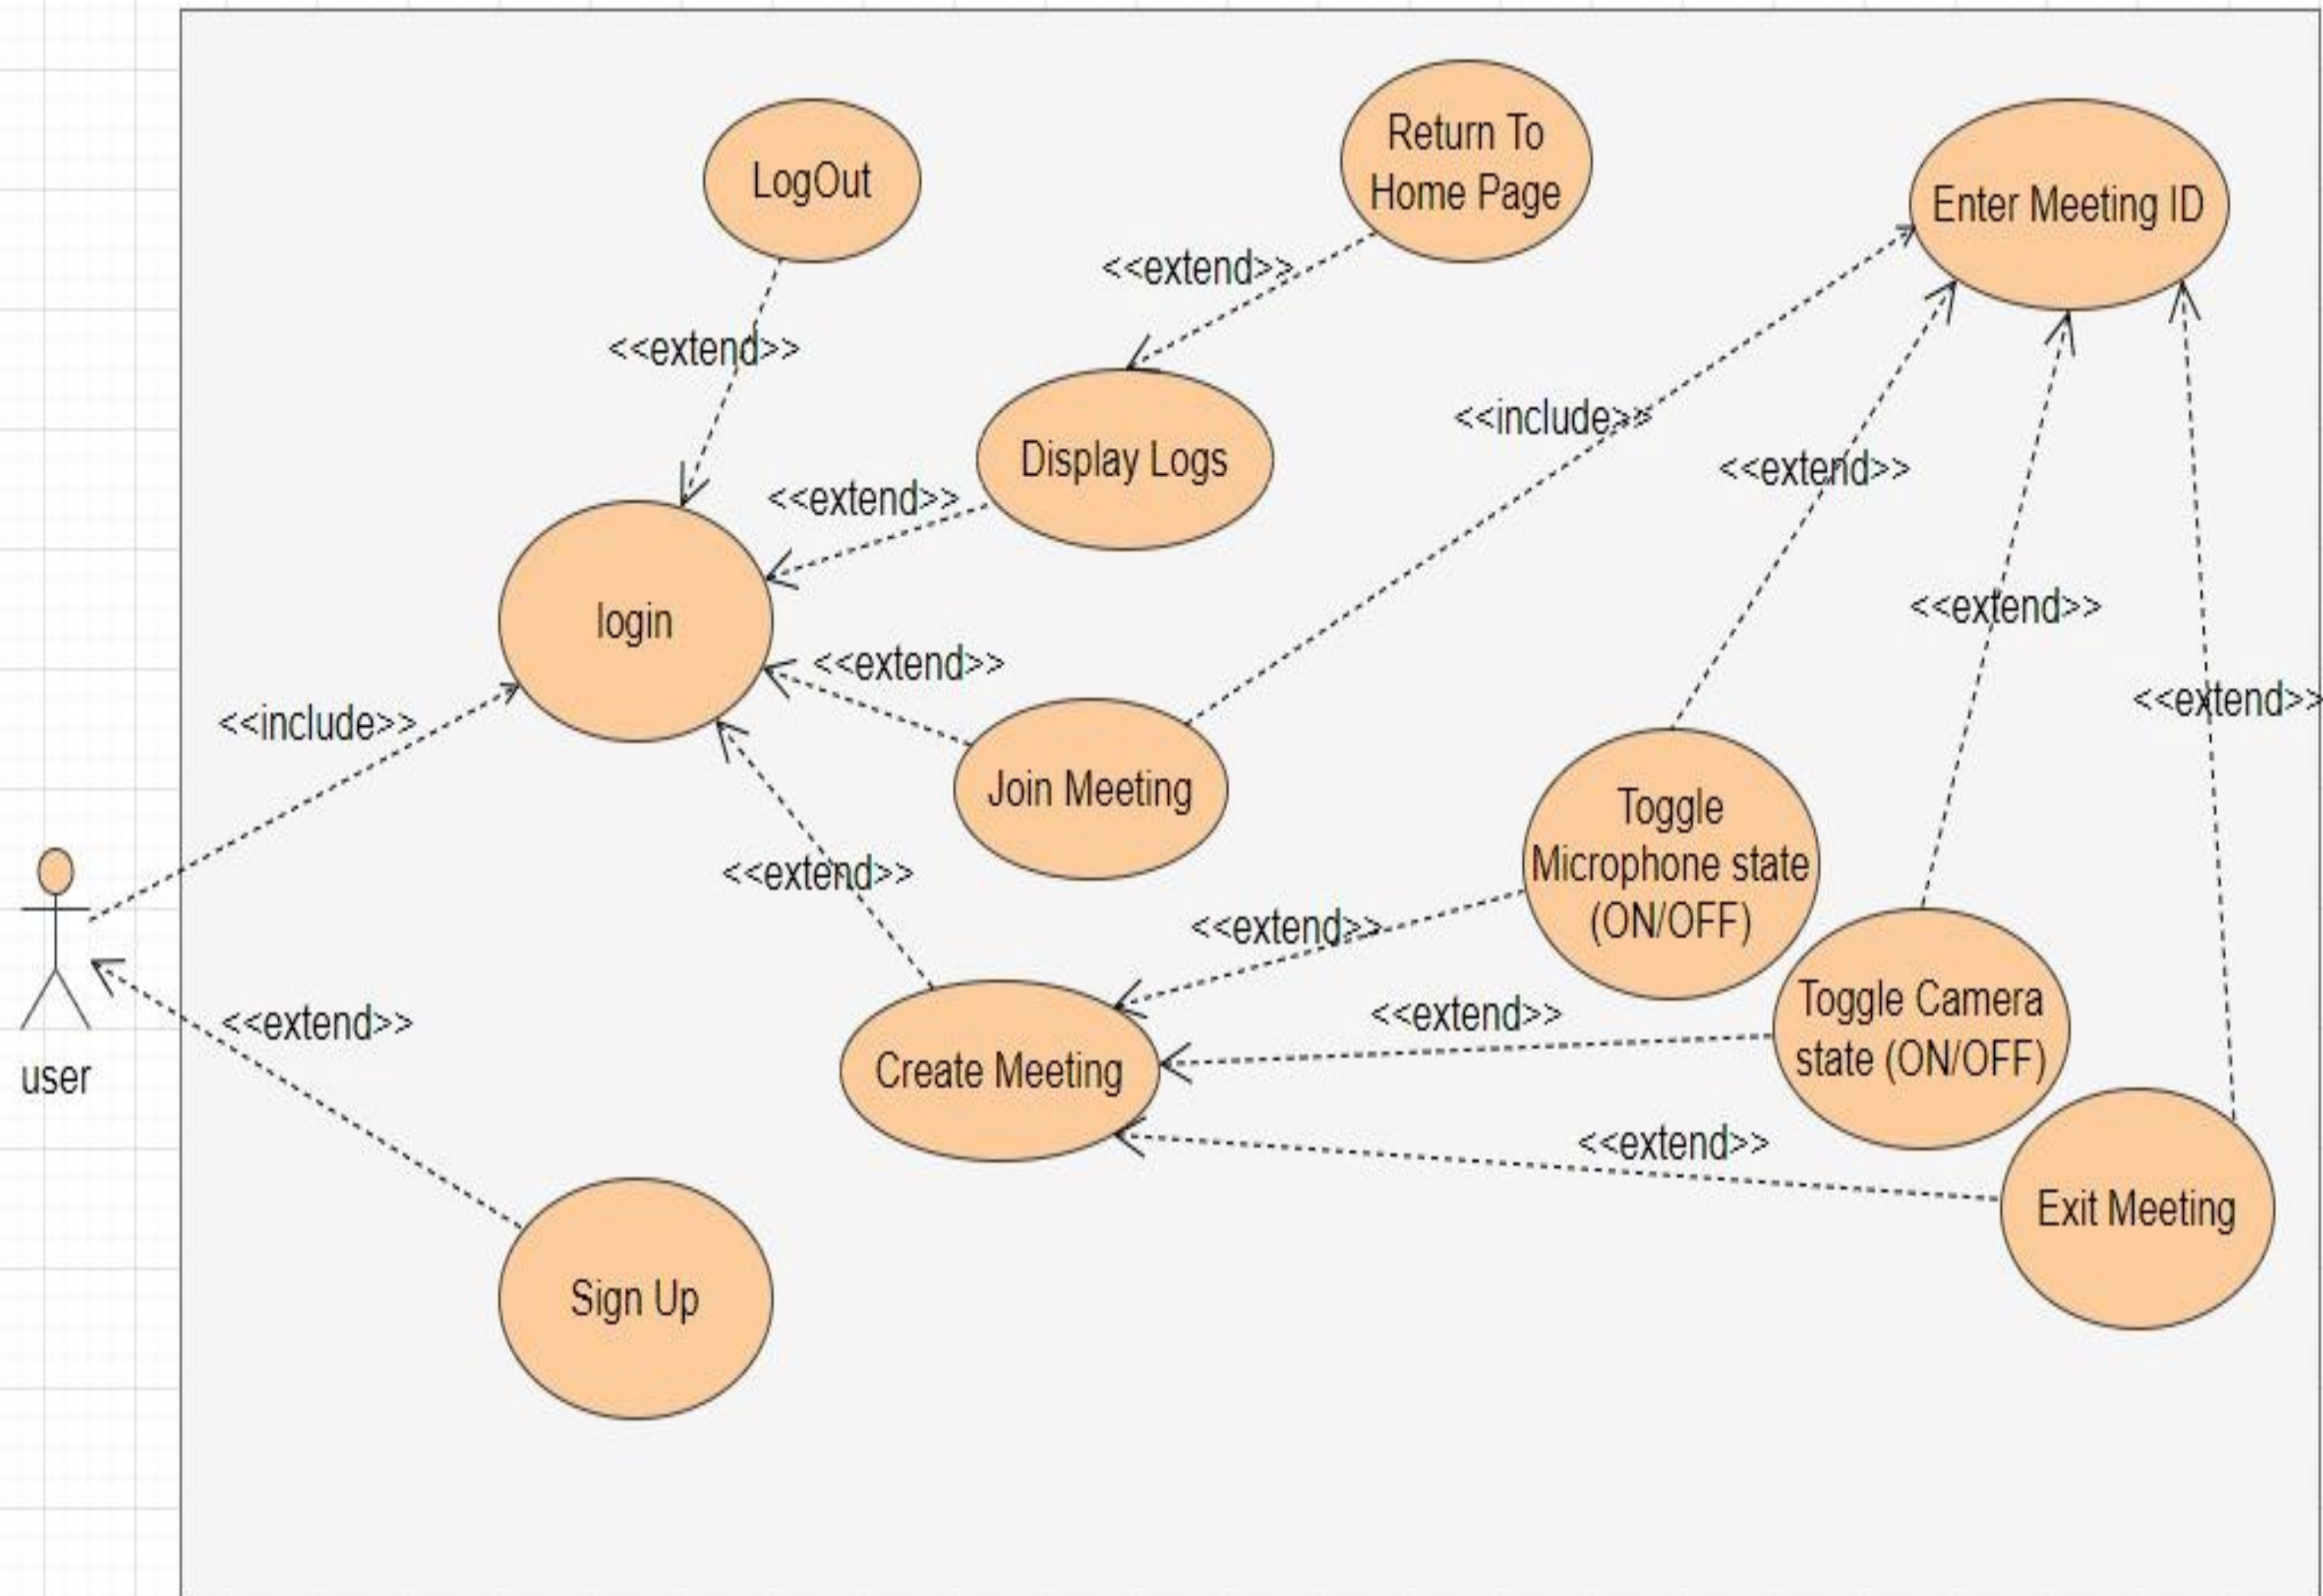 Return To
Home Page
LogOut
Enter Meeting ID
<<extend>>
<<extend>>
<<include>>
Display Logs
<<extend>>
<<extend>>
<<extend>>
login
<<extend>>
<<extend>>
<<include>>
Join Meeting
Toggle
Microphone state
(ON/OFF)
<<extend>>
<<extend>>
Toggle Camera
state (ON/OFF)
<<extend>>
<<extend>>
user
Create Meeting
<<extend>>
Exit Meeting
Sign Up